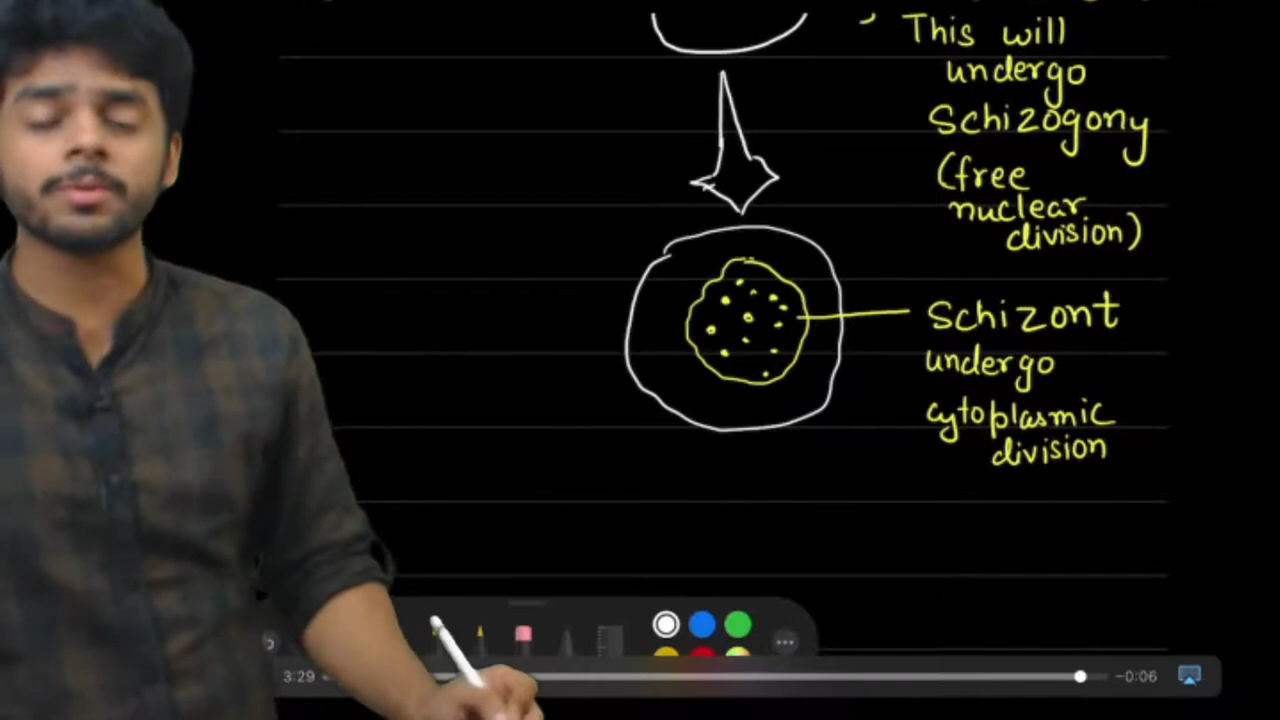 This will
undergo
Schizogony
(free
nuclear
division)
Schizont
undergo
cytoplasmic
division
3:29
-0:06